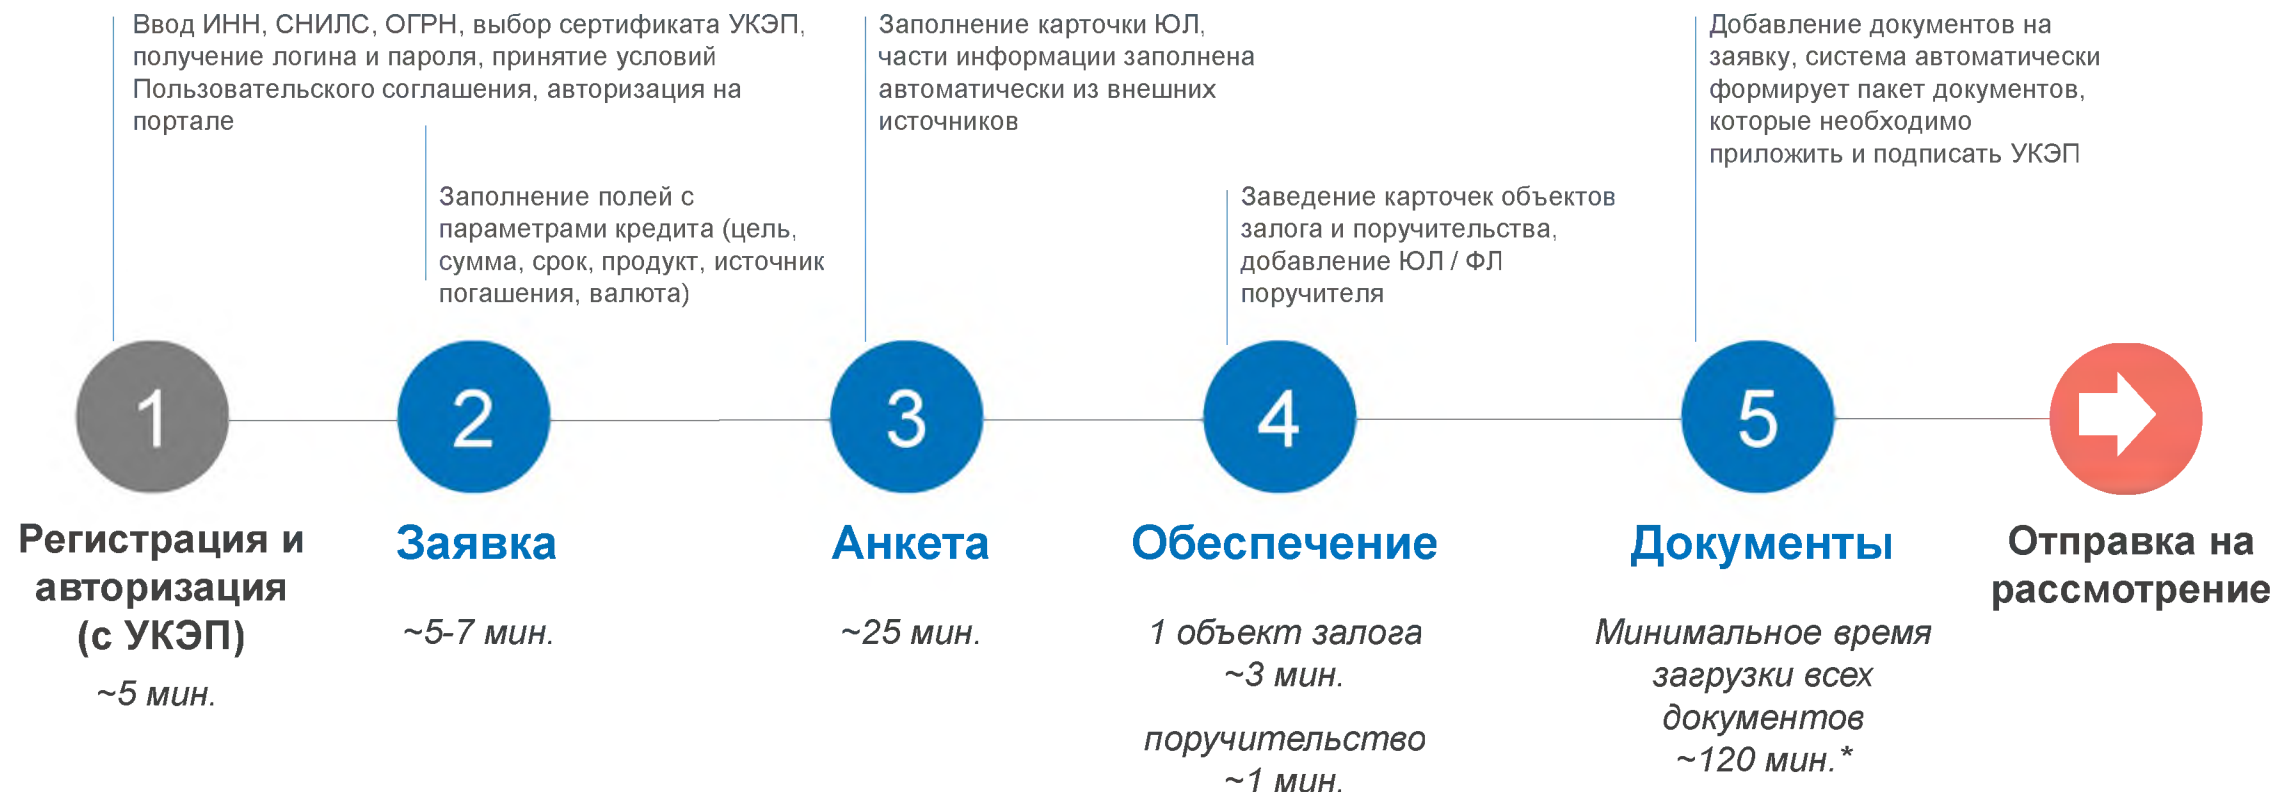 Ввод ИНН, СНИЛС, ОГРН, выбор сертификата УКЭП,
получение логина и пароля, принятие условий
Пользовательского соглашения, авторизация на
портале
Заполнение полей с
параметрами кредита (цель,
сумма, срок, продукт, источник
погашения, валюта)
Заполнение карточки ЮЛ,
части информации заполнена
автоматически из внешних
источников
Заведение карточек объектов
залога и поручительства,
добавление ЮЛ / ФЛ
поручителя
Добавление документов на
заявку, система автоматически
формирует пакет документов,
которые необходимо
приложить и подписать УКЭП
1
2
3
4
5
Регистрация и
авторизация
(с УКЭП)
~5 мин.
Заявка
~5-7 мин.
Анкета
~25 мин.
Обеспечение
1 объект залога
~3 мин.
поручительство
~1 мин.
Документы
Минимальное время
загрузки всех
документов
~120 мин.*
Отправка на
рассмотрение